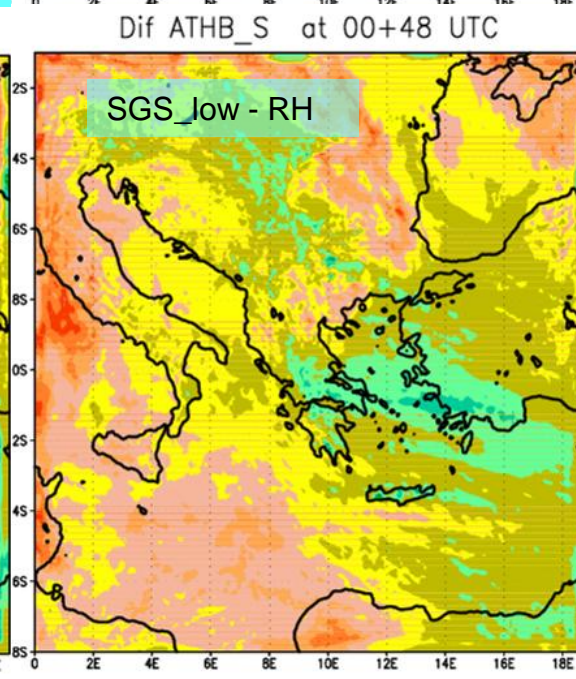 Dif ATHB_S at 00+48 UTC
SGS_low - RH
2S
4S
6S
8S
0S
2S
4S
6S
8S
0 2E 4E 6E 8E 10E 12E 14E 16E 18E